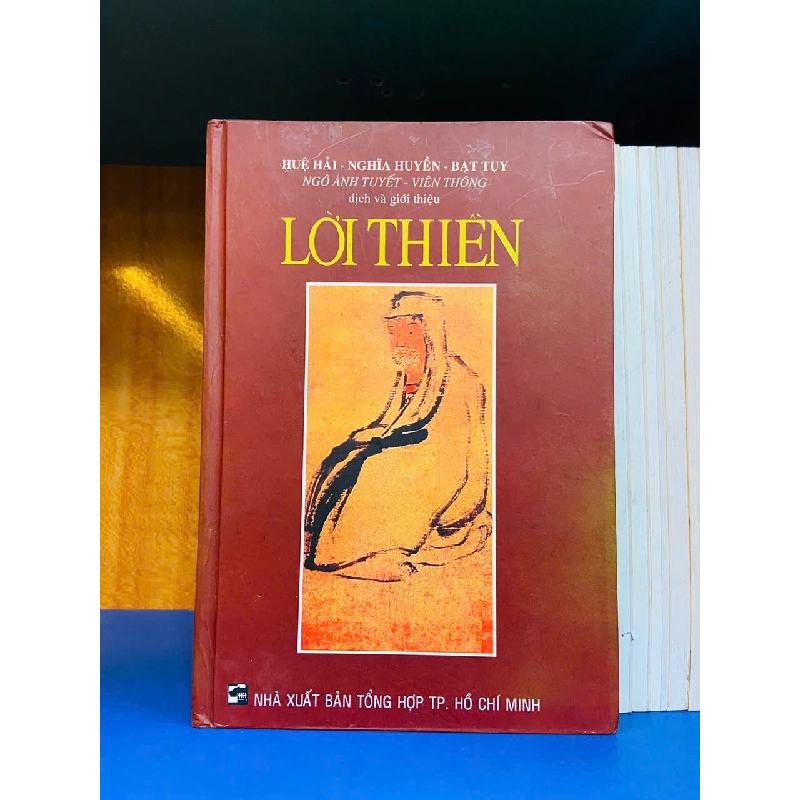 HUỆ HẢI - NGHĨA HUYỀN - BẠT TỤY
NGÔ ÁNH TUYẾT - VIÊN THÔNG
dịch và giới thiệu
LỜI THIỀN
NHÀ XUẤT BẢN TỔNG HỢP TP. HỒ CHÍ MINH